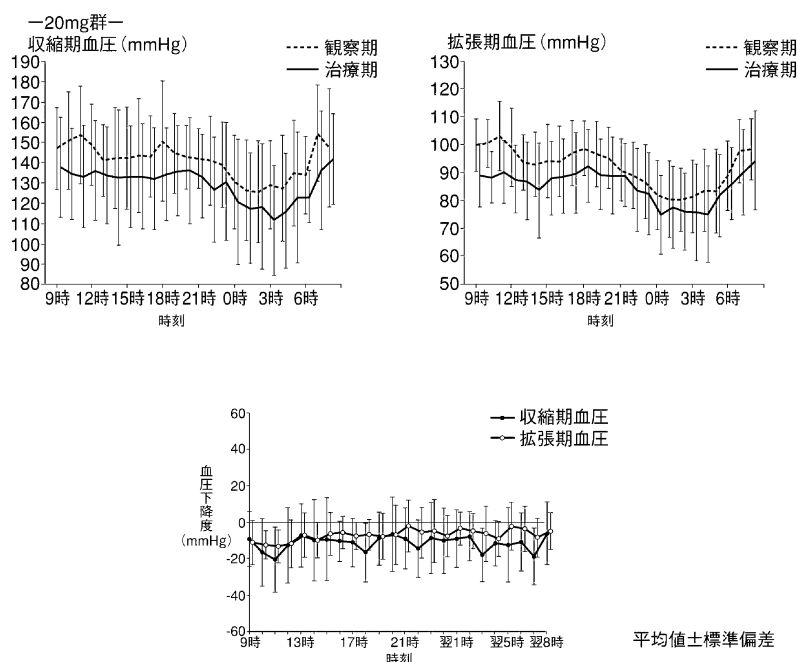 ー20mg群ー
収縮期血圧（mmHg）
観察期
治療期
190
180
170
160
150
140
130
120
110
100
90
80
9時 12時 15時 18時 21時 0時 3時 6時
時刻
拡張期血圧（mmHg）
観察期
治療期
130
120
110
100
90
80
70
60
50
9時 12時 15時 18時 21時 0時 3時 6時
時刻
収縮期血圧
拡張期血圧
血圧下降度
（mmHg）
60
40
20
0
-20
-40
-60
9時 13時 17時 21時 翌1時 翌5時 翌8時
時刻
平均値±標準偏差